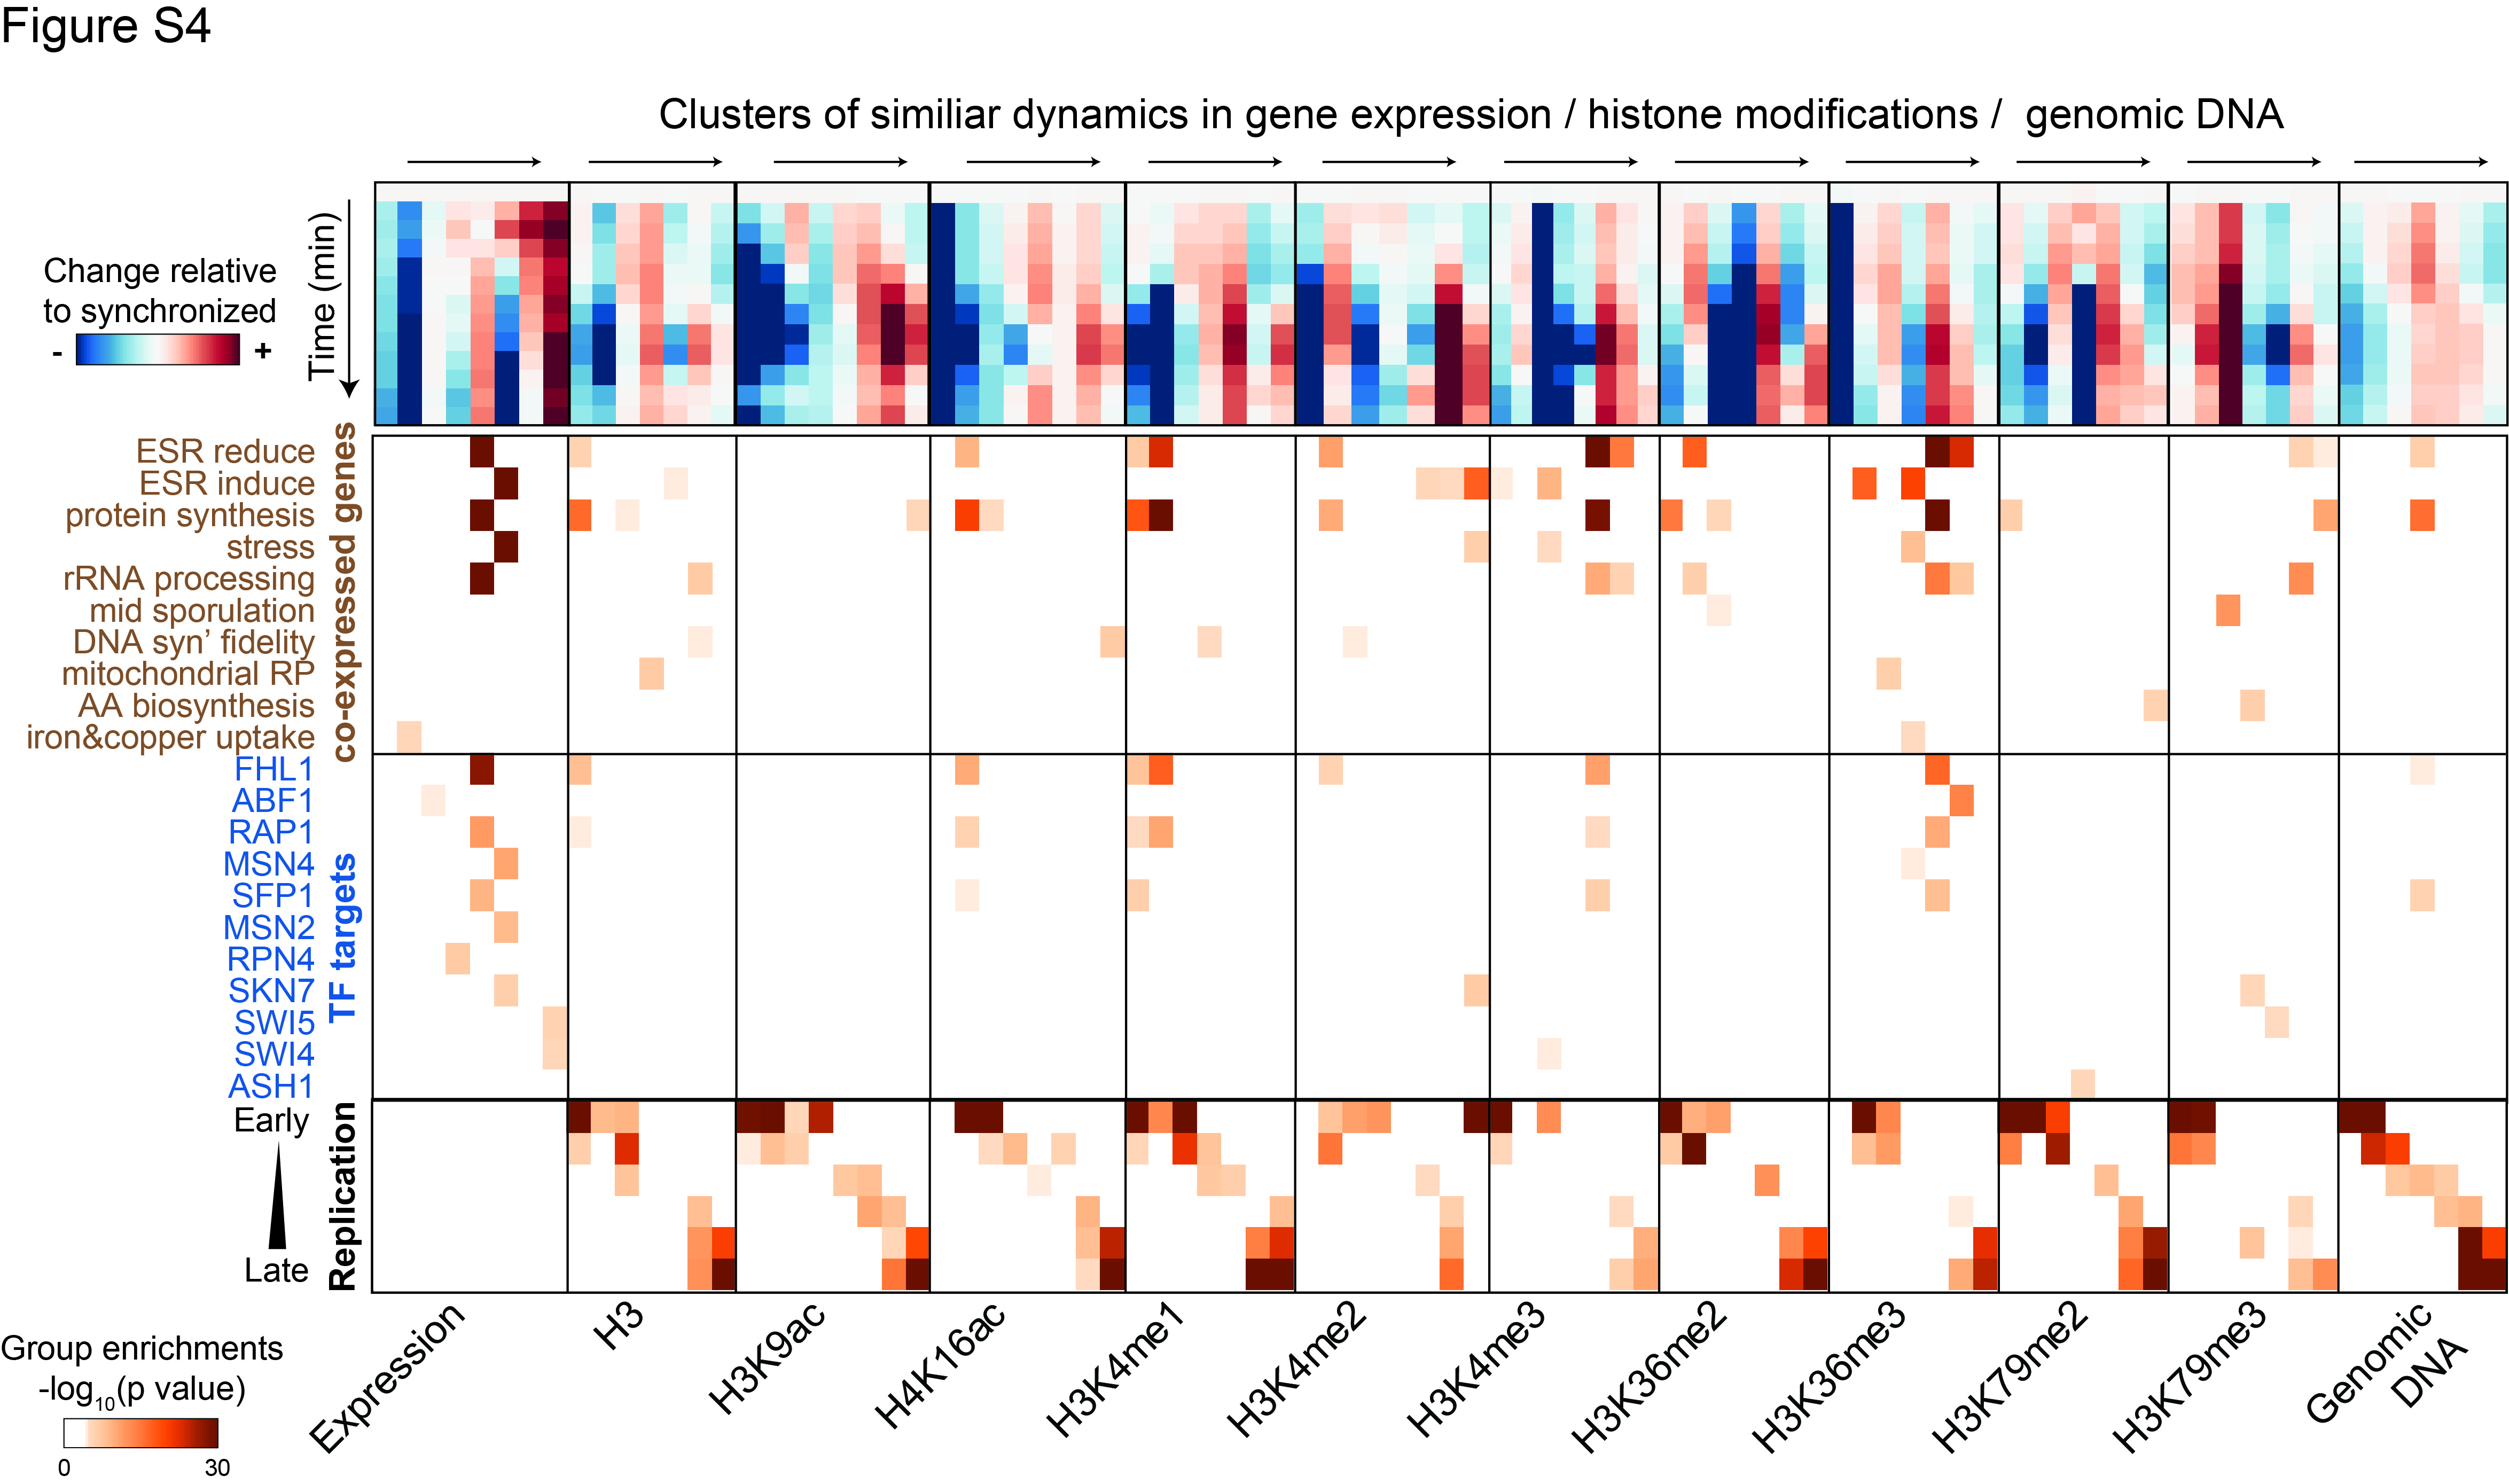 Figure S4
Clusters of similiar dynamics in gene expression / histone modifications / genomic DNA
Change relative
to synchronized
- +
Time (min)
ESR reduce
ESR induce
protein synthesis
stress
rRNA processing
mid sporulation
DNA syn’ fidelity
mitochondrial RP
AA biosynthesis
iron&copper uptake
co-expressed genes
FHL1
ABF1
RAP1
MSN4
SFP1
MSN2
RPN4
SKN7
SWI5
SWI4
ASH1
TF targets
Early
Late
Replication
Expression
H3
H3K9ac
H4K16ac
H3K4me1
H3K4me2
H3K4me3
H3K36me2
H3K36me3
H3K79me2
H3K79me3
Genomic
DNA
Group enrichments
-log10(p value)
0 30